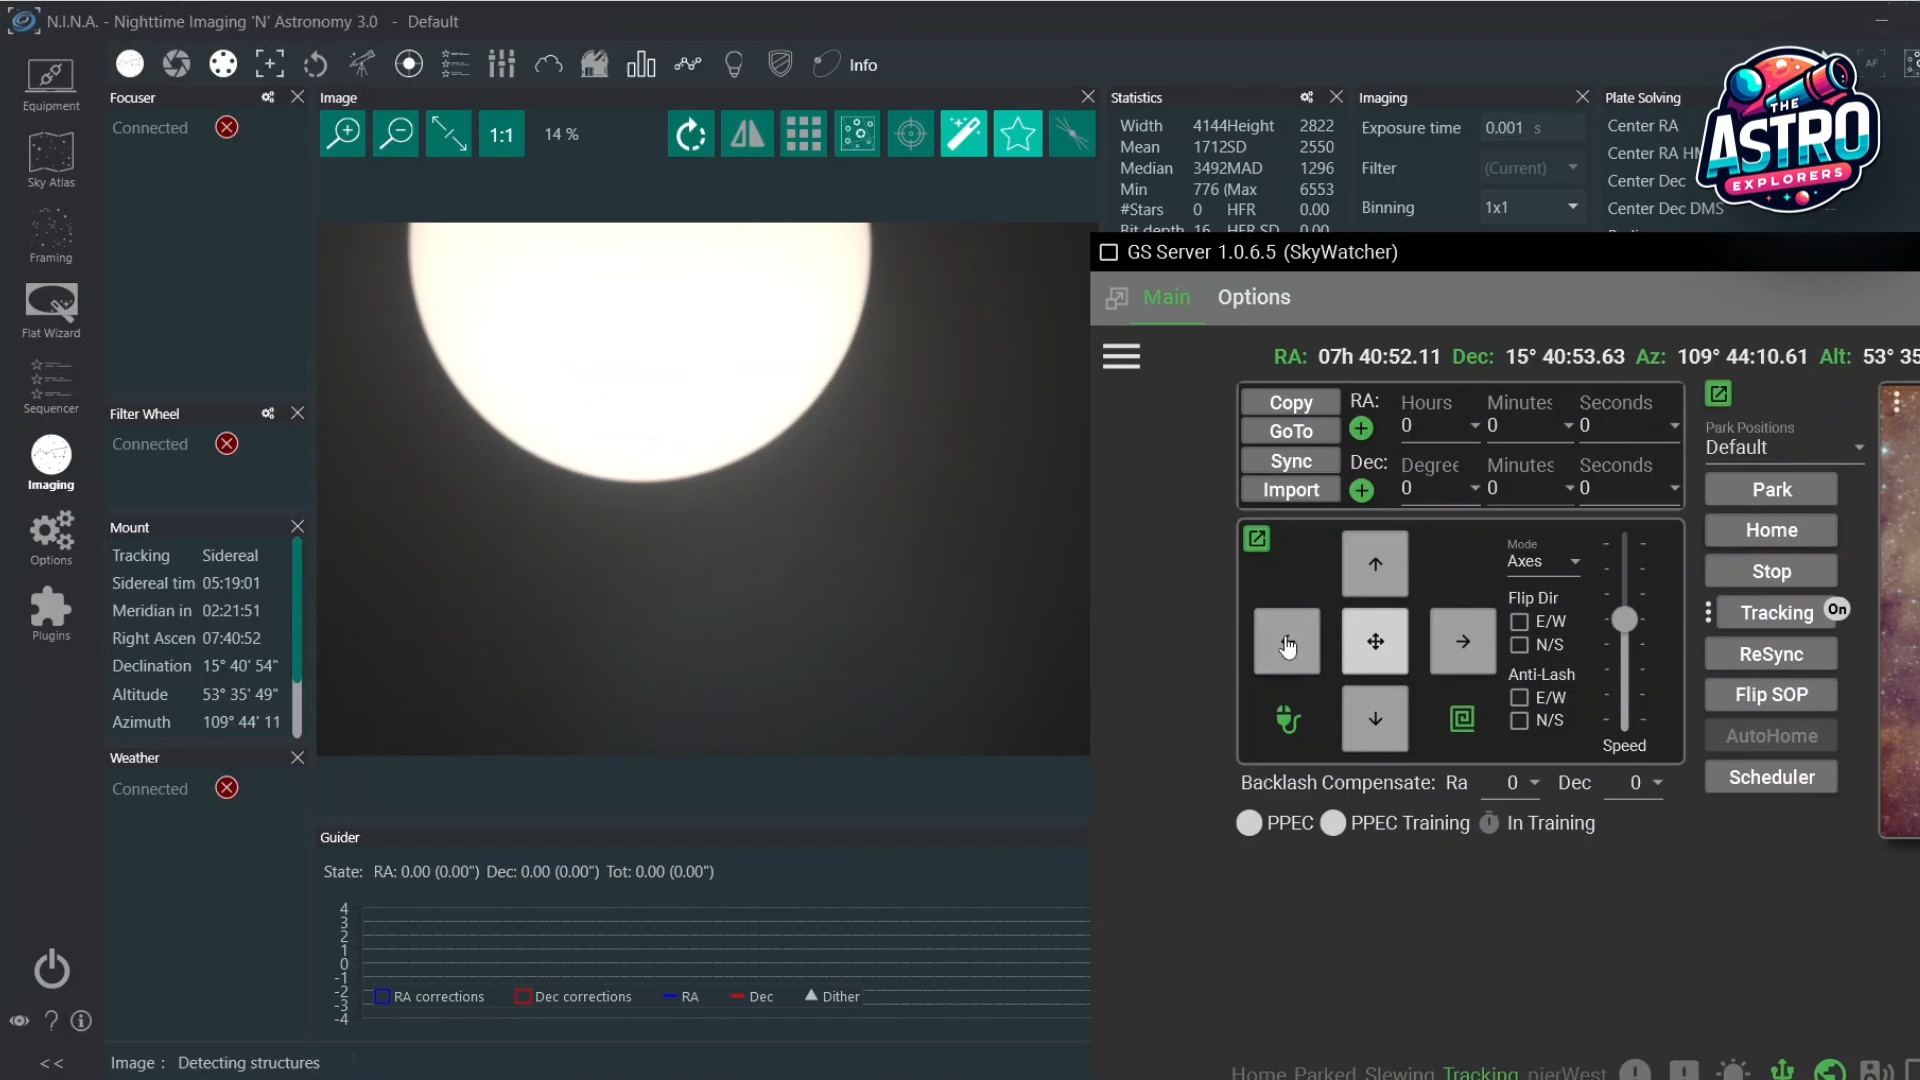 N.I.N.A. - Nighttime Imaging 'N' Astronomy 3.0 - Default
Info
AF
THE
ASTRO
EXPLORERS
Equipment
Sky Atlas
Framing
Flat Wizard
Sequencer
Imaging
Options
Plugins
Focuser
Connected
Filter Wheel
Connected
Mount
Tracking Sidereal
Sidereal tim 05:19:01
Meridian in 02:21:51
Right Ascen 07:40:52
Declination 15° 40' 54"
Altitude 53° 35' 49"
Azimuth 109° 44' 11
Weather
Connected
Image
1:1
14 %
Statistics
Width 4144 Height 2822
Mean 1712 SD 2550
Median 3492 MAD 1296
Min 776 ( Max 6553
#Stars 0 HFR 0.00
Bit depth 16 HFR SD 0.00
Imaging
Exposure time 0.001 s
Filter (Current)
Binning 1x1
Plate Solving
Center RA
Center RA HM
Center Dec
Center Dec DMS
GS Server 1.0.6.5 (SkyWatcher)
Main Options
RA: 07h 40:52.11 Dec: 15° 40:53.63 Az: 109° 44:10.61 Alt: 53° 35
Copy
GoTo
Sync
Import
RA: Hours Minutes Seconds
0 0 0
Dec: Degree Minutes Seconds
0 0 0
Mode
Axes
Flip Dir
E/W
N/S
Anti-Lash
E/W
N/S
Speed
Park Positions
Default
Park
Home
Stop
Tracking On
ReSync
Flip SOP
AutoHome
Scheduler
Backlash Compensate: Ra 0 Dec 0
PPEC PPEC Training In Training
Home Parked Slewing Tracking pierWest
Guider
State: RA: 0.00 (0.00") Dec: 0.00 (0.00") Tot: 0.00 (0.00")
4
3
2
1
0
-1
-2
-3
-4
RA corrections Dec corrections RA Dec Dither
<<
Image : Detecting structures